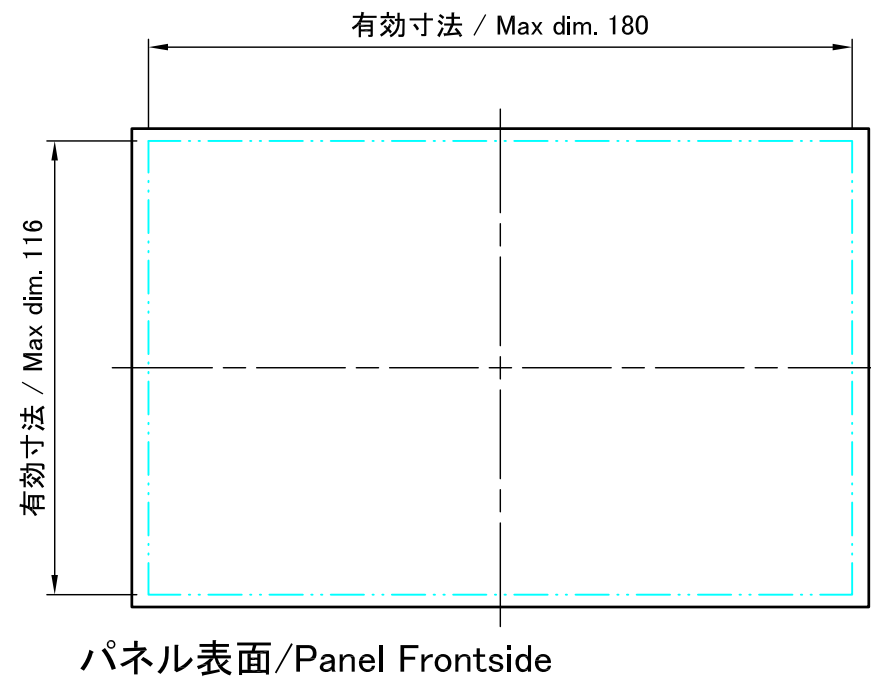 有効寸法 / Max dim. 180
有効寸法 / Max dim. 116
パネル表面/Panel Frontside